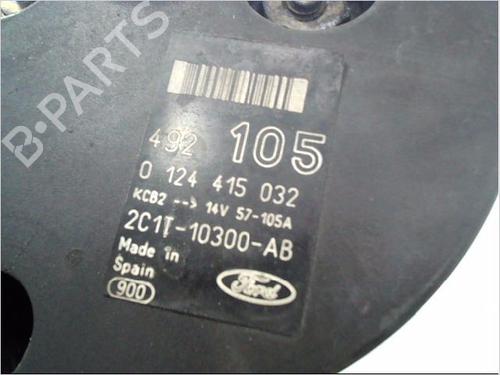 B-PARTS
492 105
0 124 415 032
KCB2 --> 14V 57-105A
2C1T-10300-AB
Made in
Spain
900
Ford